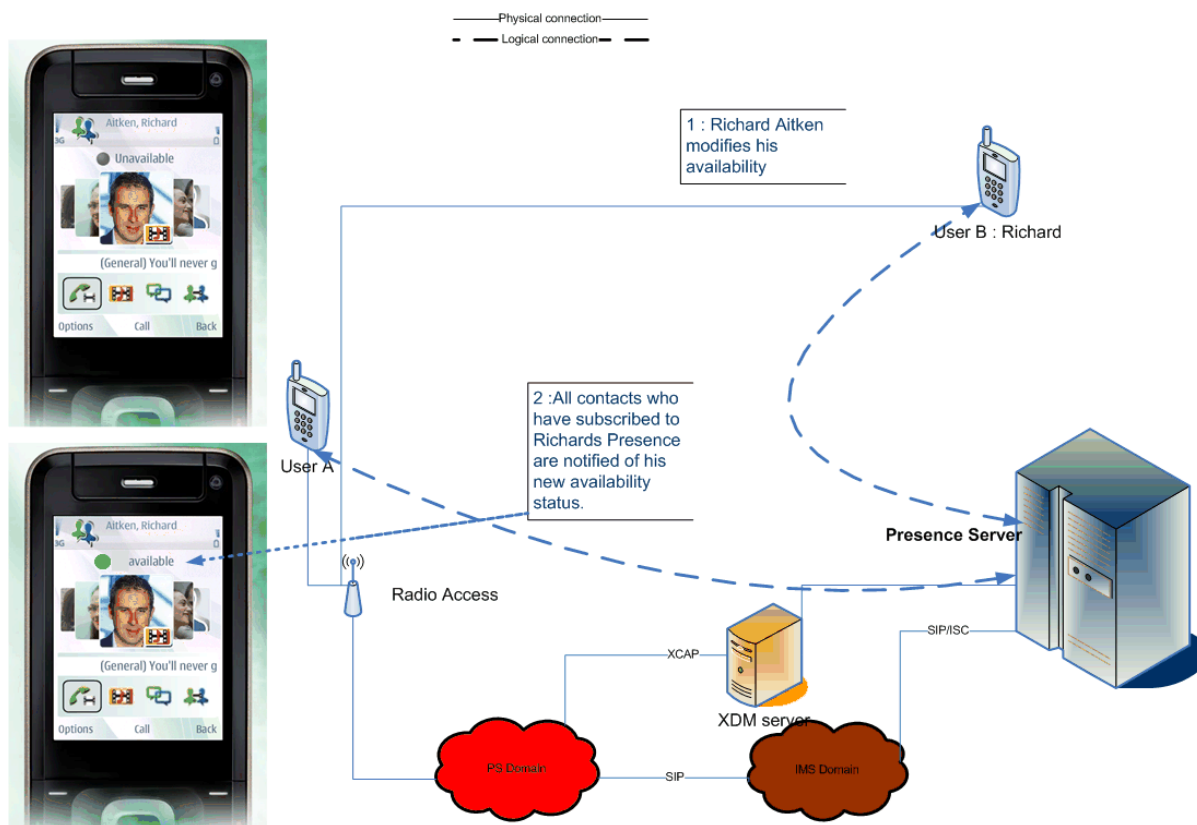 Physical connection
Logical connection
3G
Aitken, Richard
Unavailable
(General) You'll never g
Options
Call
Back
1 : Richard Aitken
modifies his
availability
User B : Richard
User A
2 :All contacts who
have subscribed to
Richards Presence
are notified of his
new availability
status.
3G
Aitken, Richard
available
(General) You'll never g
Options
Call
Back
Radio Access
Presence Server
XCAP
SIP/ISC
XDM server
PS Domain
SIP
IMS Domain